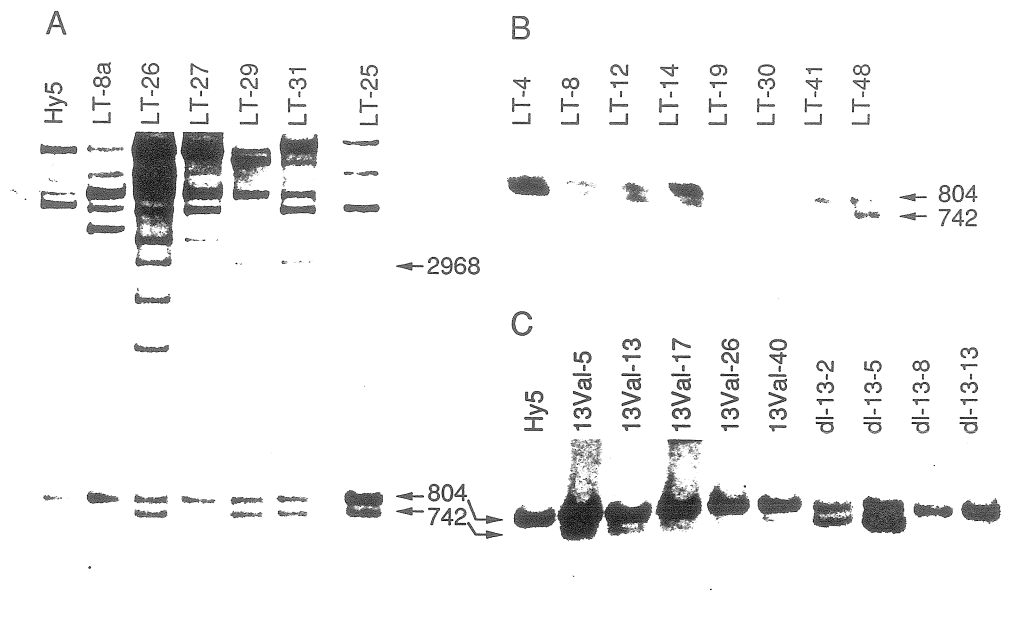 A
Hy5 LT-8a LT-26 LT-27 LT-29 LT-31 LT-25
2968
804
742
B
LT-4 LT-8 LT-12 LT-14 LT-19 LT-30 LT-41 LT-48
804
742
C
Hy5 13Val-5 13Val-13 13Val-17 13Val-26 13Val-40 dl-13-2 dl-13-5 dl-13-8 dl-13-13